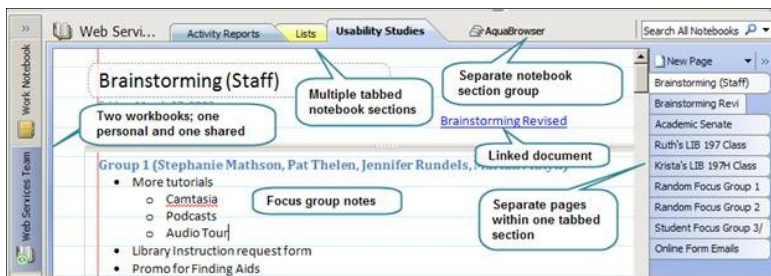 Web Servi...
Activity Reports
Lists
Usability Studies
AquaBrowser
Search All Notebooks
Work Notebook
Web Services Team
Brainstorming (Staff)
Multiple tabbed
notebook sections
Separate notebook
section group
Two workbooks; one
personal and one shared
Brainstorming Revised
Linked document
Group 1 (Stephanie Mathson, Pat Thelen, Jennifer Rundels,
More tutorials
Camtasia
Podcasts
Audio Tour
Library Instruction request form
Promo for Finding Aids
Focus group notes
Separate pages
within one tabbed
section
New Page
Brainstorming (Staff)
Brainstorming Revi
Academic Senate
Ruth's LIB 197 Class
Krista's LIB 197H Class
Random Focus Group 1
Random Focus Group 2
Student Focus Group 3/
Online Form Emails